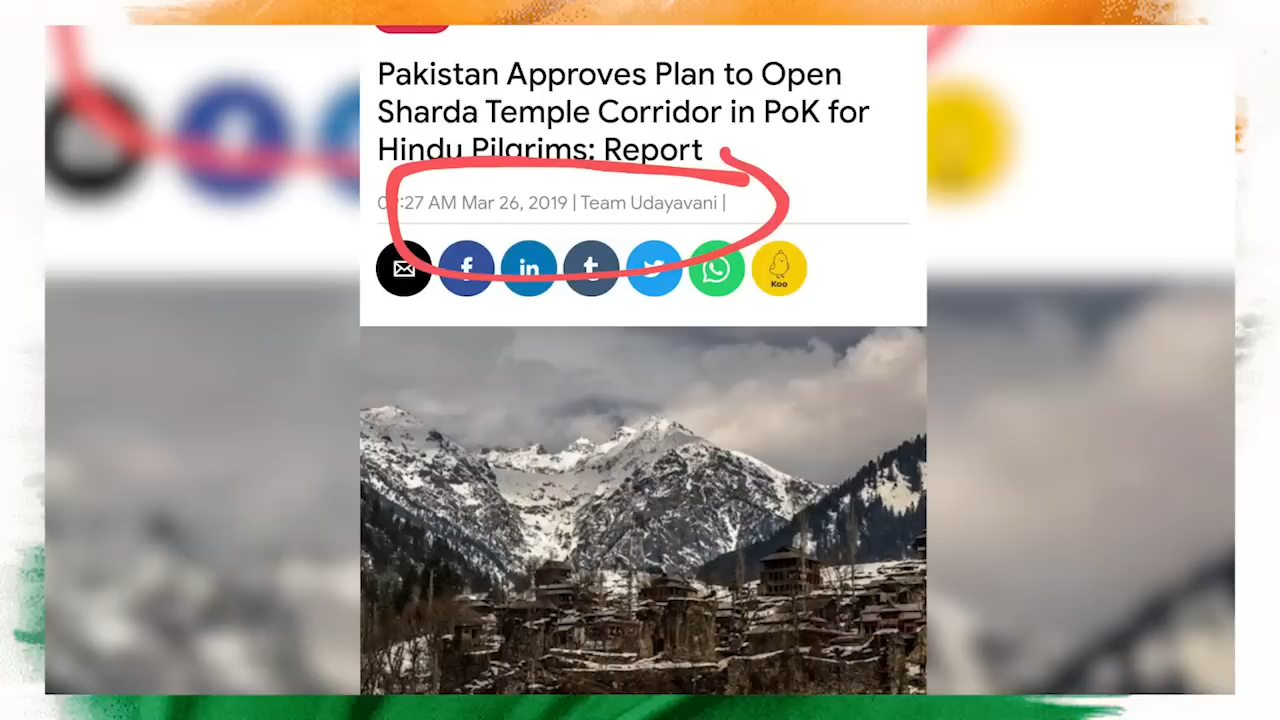 Pakistan Approves Plan to Open
Sharda Temple Corridor in PoK for
Hindu Pilgrims: Report
:27 AM Mar 26, 2019 | Team Udayavani |
f in t
Koo